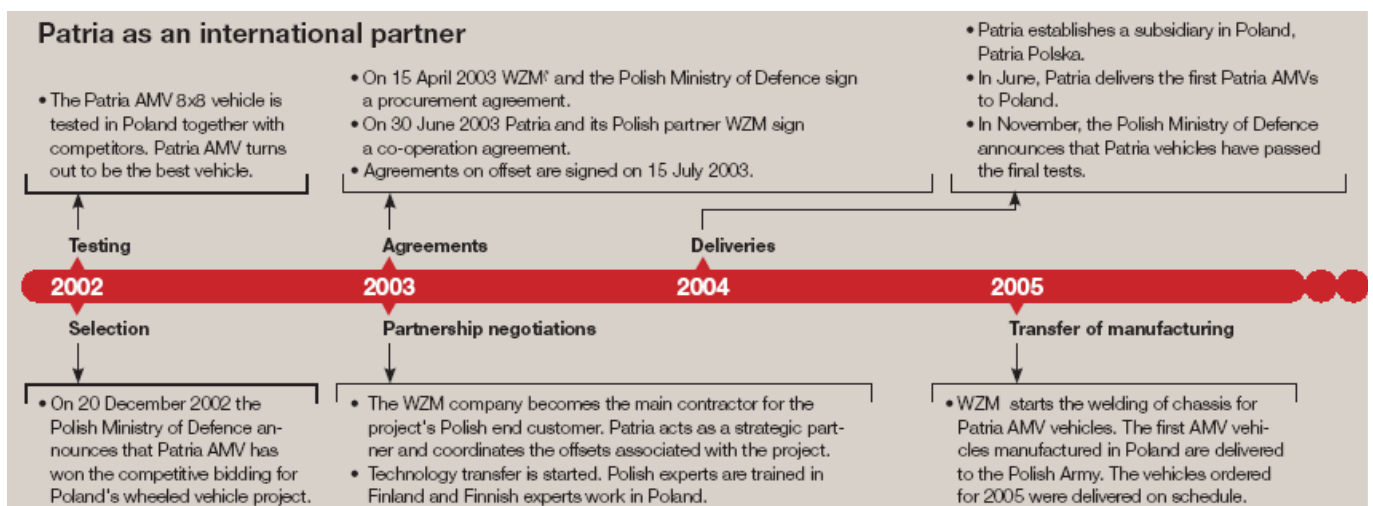 Patria as an international partner
• The Patria AMV 8x8 vehicle is
tested in Poland together with
competitors. Patria AMV turns
out to be the best vehicle.
• On 15 April 2003 WZM and the Polish Ministry of Defence sign
a procurement agreement.
• On 30 June 2003 Patria and its Polish partner WZM sign
a co-operation agreement.
• Agreements on offset are signed on 15 July 2003.
• Patria establishes a subsidiary in Poland,
Patria Polska.
• In June, Patria delivers the first Patria AMVs
to Poland.
• In November, the Polish Ministry of Defence
announces that Patria vehicles have passed
the final tests.
Testing
Agreements
Deliveries
2002
2003
2004
2005
Selection
Partnership negotiations
Transfer of manufacturing
• On 20 December 2002 the
Polish Ministry of Defence an-
nounces that Patria AMV has
won the competitive bidding for
Poland's wheeled vehicle project.
• The WZM company becomes the main contractor for the
project's Polish end customer. Patria acts as a strategic part-
ner and coordinates the offsets associated with the project.
• Technology transfer is started. Polish experts are trained in
Finland and Finnish experts work in Poland.
• WZM starts the welding of chassis for
Patria AMV vehicles. The first AMV vehi-
cles manufactured in Poland are delivered
to the Polish Army. The vehicles ordered
for 2005 were delivered on schedule.